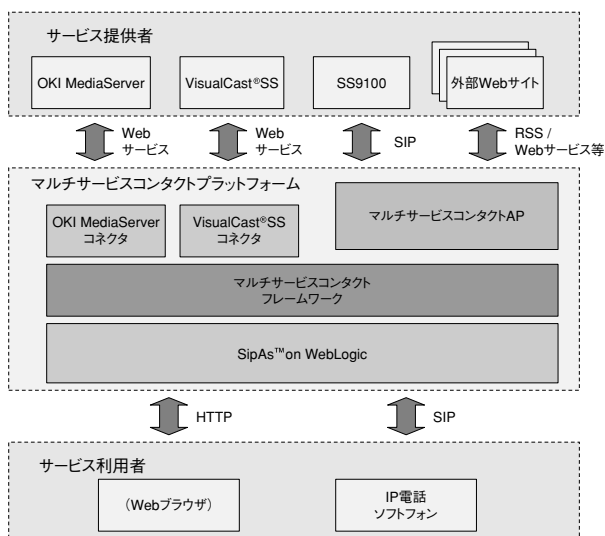 サービス提供者
OKI MediaServer
VisualCast®SS
SS9100
外部Webサイト
Web
サービス
Web
サービス
SIP
RSS /
Webサービス等
マルチサービスコンタクトプラットフォーム
OKI MediaServer
コネクタ
VisualCast®SS
コネクタ
マルチサービスコンタクトAP
マルチサービスコンタクト
フレームワーク
SipAs™on WebLogic
HTTP
SIP
サービス利用者
（Webブラウザ）
IP電話
ソフトフォン